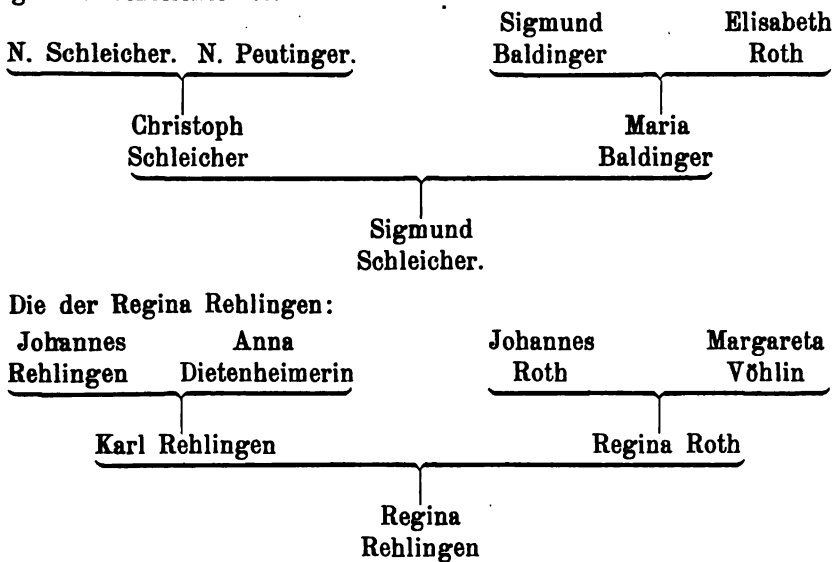 Sigmund Elisabeth
N. Schleicher. N. Peutinger. Baldinger Roth
Christoph Maria
Schleicher Baldinger
Sigmund
Schleicher.
Die der Regina Rehlingen:
Johannes Anna Johannes Margareta
Rehlingen Dietenheimerin Roth Vöhlin
Karl Rehlingen Regina Roth
Regina
Rehlingen